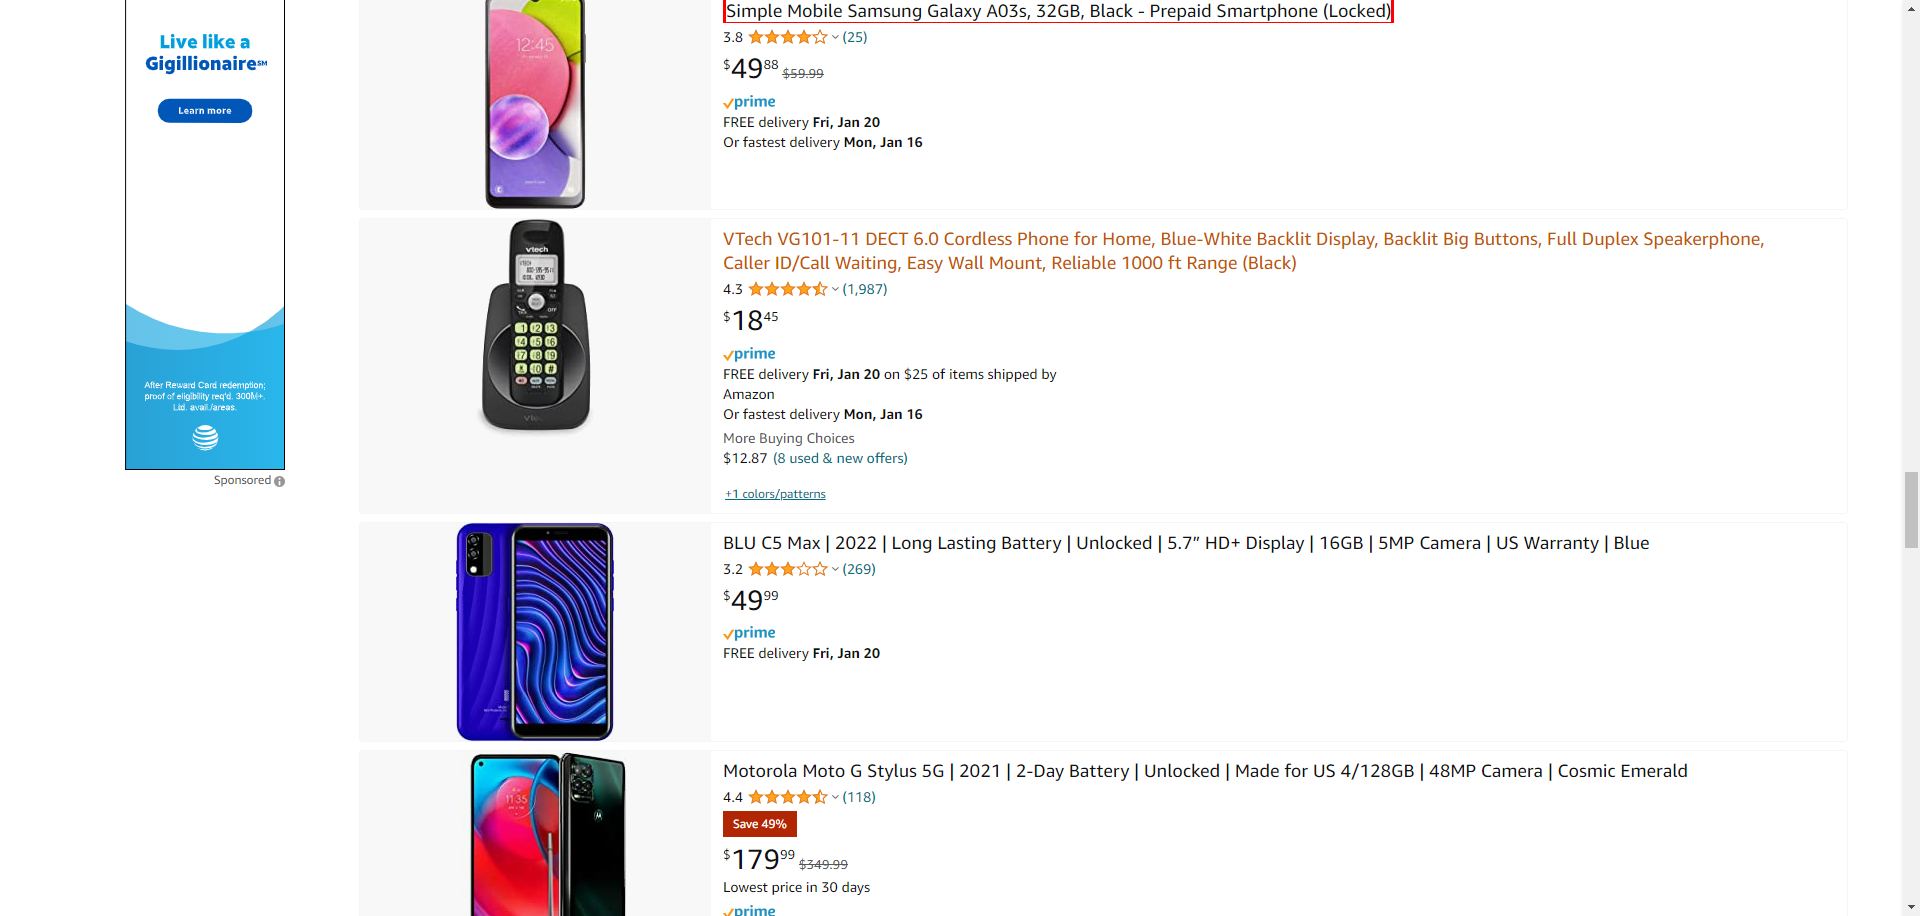 Live like a
Gigillionaire℠
Learn more
After Reward Card redemption;
proof of eligibility req'd. 300M+.
Ltd. avail./areas.
Sponsored
12:45
Simple Mobile Samsung Galaxy A03s, 32GB, Black - Prepaid Smartphone (Locked)
3.8 (25)
$49.88 $59.99
prime
FREE delivery Fri, Jan 20
Or fastest delivery Mon, Jan 16
vtech
VTech VG101-11 DECT 6.0 Cordless Phone for Home, Blue-White Backlit Display, Backlit Big Buttons, Full Duplex Speakerphone,
Caller ID/Call Waiting, Easy Wall Mount, Reliable 1000 ft Range (Black)
4.3 (1,987)
$18.45
prime
FREE delivery Fri, Jan 20 on $25 of items shipped by
Amazon
Or fastest delivery Mon, Jan 16
More Buying Choices
$12.87 (8 used & new offers)
+1 colors/patterns
BLU C5 Max | 2022 | Long Lasting Battery | Unlocked | 5.7” HD+ Display | 16GB | 5MP Camera | US Warranty | Blue
3.2 (269)
$49.99
prime
FREE delivery Fri, Jan 20
11:35
Motorola Moto G Stylus 5G | 2021 | 2-Day Battery | Unlocked | Made for US 4/128GB | 48MP Camera | Cosmic Emerald
4.4 (118)
Save 49%
$179.99 $349.99
Lowest price in 30 days
prime